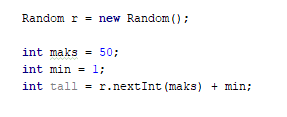 Random r = new Random();
int maks = 50;
int min = 1;
int tall = r.nextInt(maks) + min;